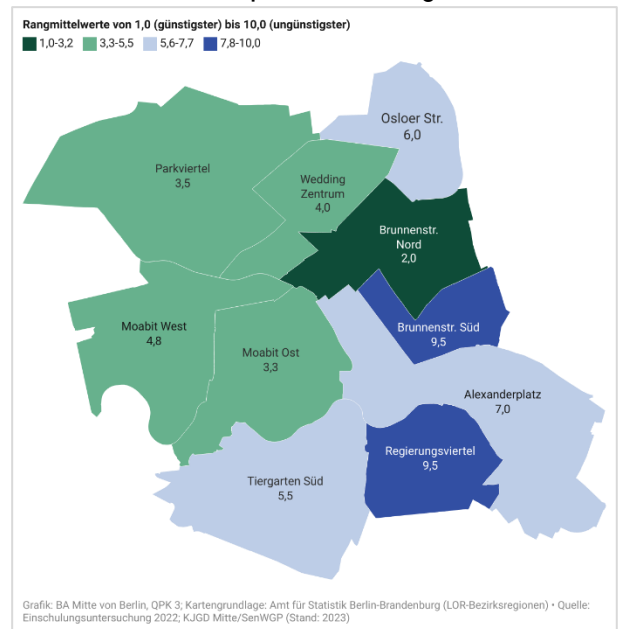 Rangmittelwerte von 1,0 (günstigster) bis 10,0 (ungünstigster)
1,0-3,2 3,3-5,5 5,6-7,7 7,8-10,0
Osloer Str.
6,0
Parkviertel
3,5
Wedding
Zentrum
4,0
Brunnenstr.
Nord
2,0
Moabit West
4,8
Brunnenstr. Süd
9,5
Moabit Ost
3,3
Alexanderplatz
7,0
Regierungsviertel
9,5
Tiergarten Süd
5,5
Grafik: BA Mitte von Berlin, QPK 3; Kartengrundlage: Amt für Statistik Berlin-Brandenburg (LOR-Bezirksregionen) • Quelle:
Einschulungsuntersuchung 2022; KJGD Mitte/SenWGP (Stand: 2023)